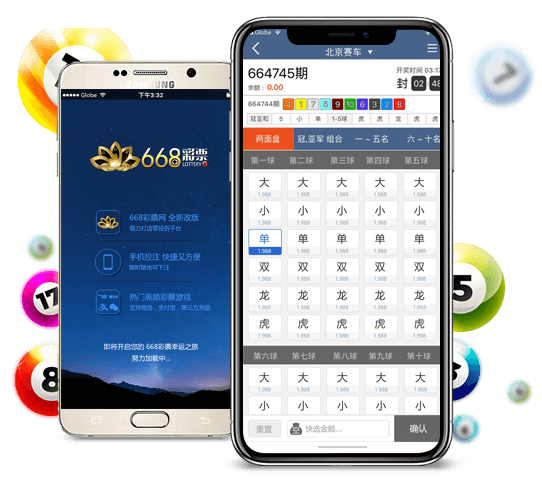 Globe
下午3:32
SAMSUNG
668彩票
LOTTERY
668彩票网 全新改版
倾力打造零投拆平台
手机投注 快捷又方便
随时随地可下注
热门高频彩票游戏
支持微信，支付宝，第三方充值
即将开启您的 668彩票幸运之旅
努力加载中...
Globe
北京赛车 ▼
664745期
余额： 0.00
开奖时间 03:17
封 02 : 48
664744期 4 1 7 5 9 10 6 3 2 8
冠亚和 5 小 单 1-5球 虎 虎 龙 龙 龙
两面盘 冠,亚军 组合 一 ~ 五名 六 ~ 十名
第一球 第二球 第三球 第四球 第五球
大 大 大 大 大
1.988 1.988 1.988 1.988 1.988
小 小 小 小 小
1.988 1.988 1.988 1.988 1.988
单 单 单 单 单
1.988 1.988 1.988 1.988 1.988
双 双 双 双 双
1.988 1.988 1.988 1.988 1.988
龙 龙 龙 龙 龙
1.988 1.988 1.988 1.988 1.988
虎 虎 虎 虎 虎
1.988 1.988 1.988 1.988 1.988
第六球 第七球 第八球 第九球 第十球
大 大 大 大 大
1.988 1.988 1.988 1.988 1.988
小 小 小 小 小
重置
快选金额....
确认
17
8
5
1